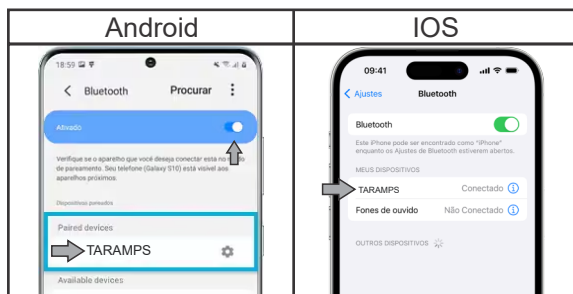 Android
IOS
18:59
Bluetooth
Procurar
Ativado
Verifique se o aparelho que você deseja conectar esta no modo
de pareamento. Seu telefone (Galaxy S10) está visível aos
aparelhos próximos.
Dispositivos pareados
Paired devices
TARAMPS
Available devices
09:41
Ajustes
Bluetooth
Bluetooth
Este iPhone pode ser encontrado como "iPhone"
enquanto os Ajustes de Bluetooth estiverem abertos.
MEUS DISPOSITIVOS
TARAMPS Conectado
Fones de ouvido Não Conectado
OUTROS DISPOSITIVOS